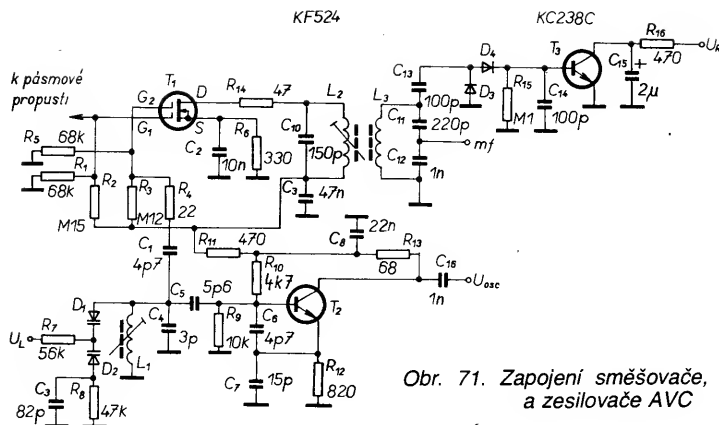 KF524
KC238C
k pásmové
propusti
T1
D
G2
G1
S
R14
47
L2
L3
C13
100p
D4
D3
C11
220p
R15
M1
C14
100p
T3
C15
+
2µ
R16
470
mf
C12
1n
R5
68k
R1
68k
R2
M15
R3
M12
R4
22
C2
10n
R6
330
C10
150p
C3
47n
C1
4p7
R11
470
C8
22n
R13
68
C16
1n
Uosc
R10
4k7
C5
5p6
T2
D1
UL
R7
56k
D2
L1
C4
3p
R9
10k
C6
4p7
C7
15p
R12
820
C3
82p
R8
47k
Obr. 71. Zapojení směšovače,
a zesilovače AVC